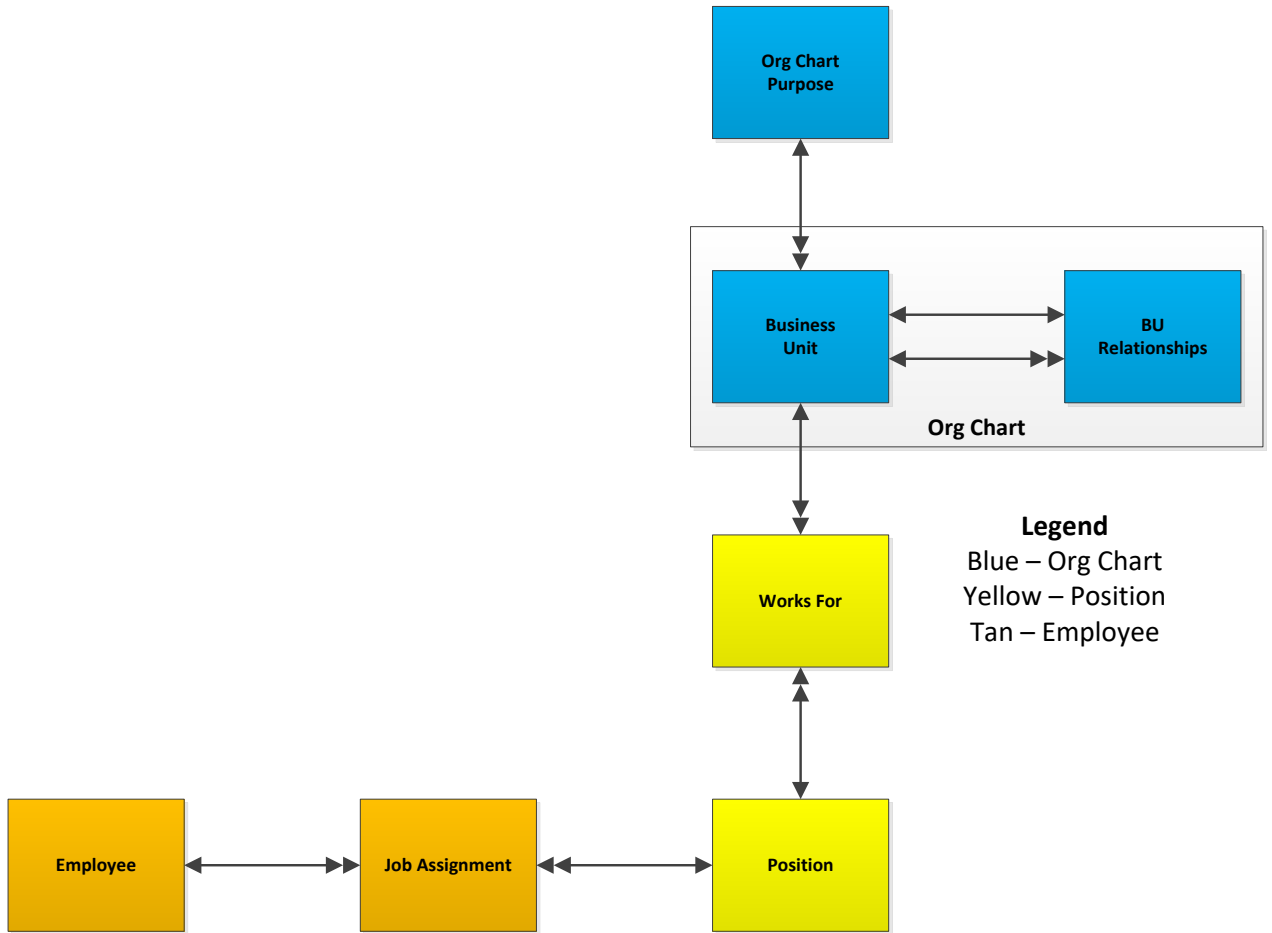 Org Chart
Purpose
Business
Unit
BU
Relationships
Org Chart
Legend
Blue – Org Chart
Yellow – Position
Tan – Employee
Works For
Employee
Job Assignment
Position